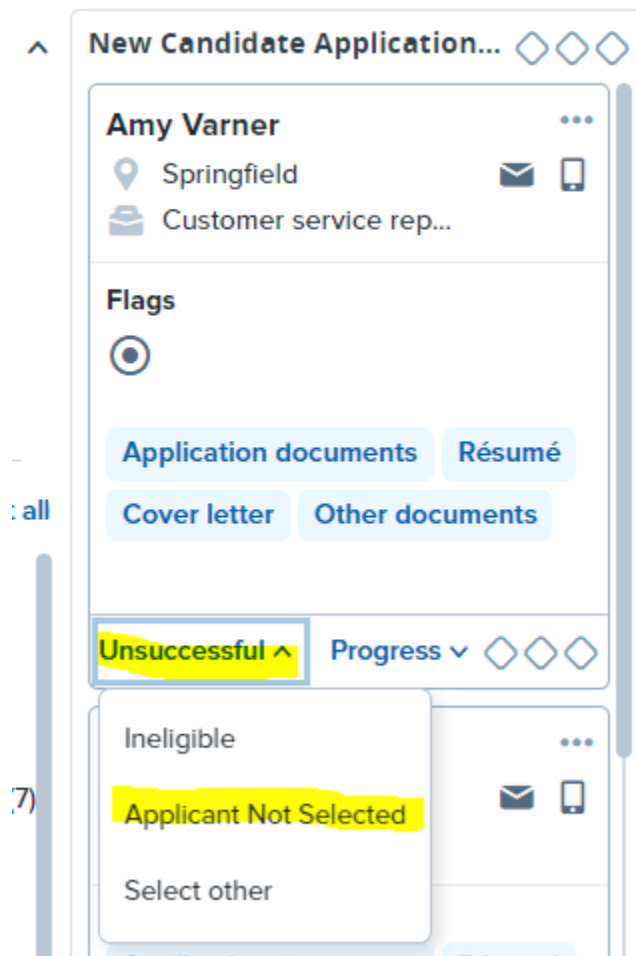 New Candidate Application...
Amy Varner
Springfield
Customer service rep...
Flags
Application documents Résumé
Cover letter Other documents
all
Unsuccessful Progress
Ineligible
7)
Applicant Not Selected
Select other